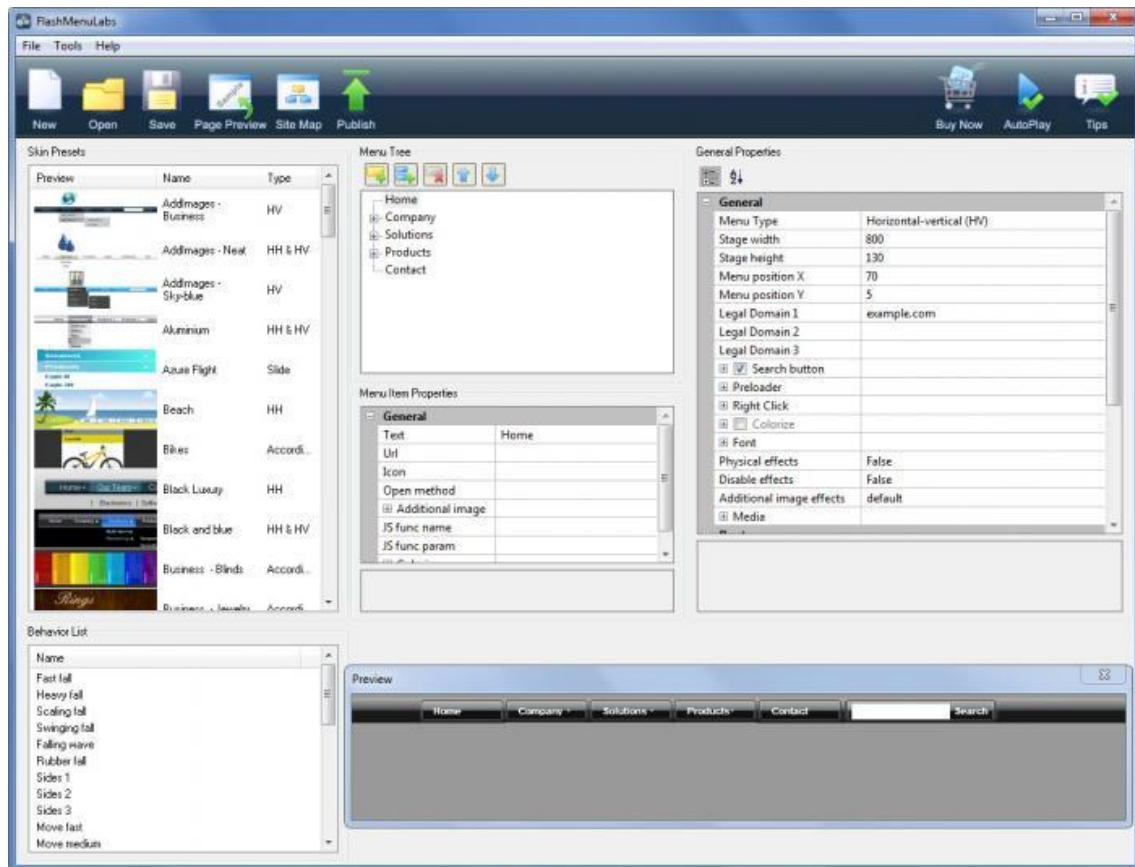 FlashMenuLabs
File Tools Help
New Open Save Page Preview Site Map Publish Buy Now AutoPlay Tips
Sample
Skin Presets
Preview Name Type
AddImages - Business HV
AddImages - Neat HH & HV
AddImages - Sky-blue HV
Aluminium HH & HV
Azure Flight Slide
Beach HH
Bikes Accordi...
Black Luxury HH
Black and blue HH & HV
Business - Blinds Accordi...
Rings
Business - Jewelry Accordi...
Behavior List
Name
Fast fall
Heavy fall
Scaling fall
Swinging fall
Falling wave
Rubber fall
Sides 1
Sides 2
Sides 3
Move fast
Move medium
Menu Tree
Home
Company
Solutions
Products
Contact
Menu Item Properties
General
Text Home
Url
Icon
Open method
Additional image
JS func name
JS func param
General Properties
General
Menu Type Horizontal-vertical (HV)
Stage width 800
Stage height 130
Menu position X 70
Menu position Y 5
Legal Domain 1 example.com
Legal Domain 2
Legal Domain 3
Search button
Preloader
Right Click
Colorize
Font
Physical effects False
Disable effects False
Additional image effects default
Media
Preview
Home Company Solutions Products Contact Search